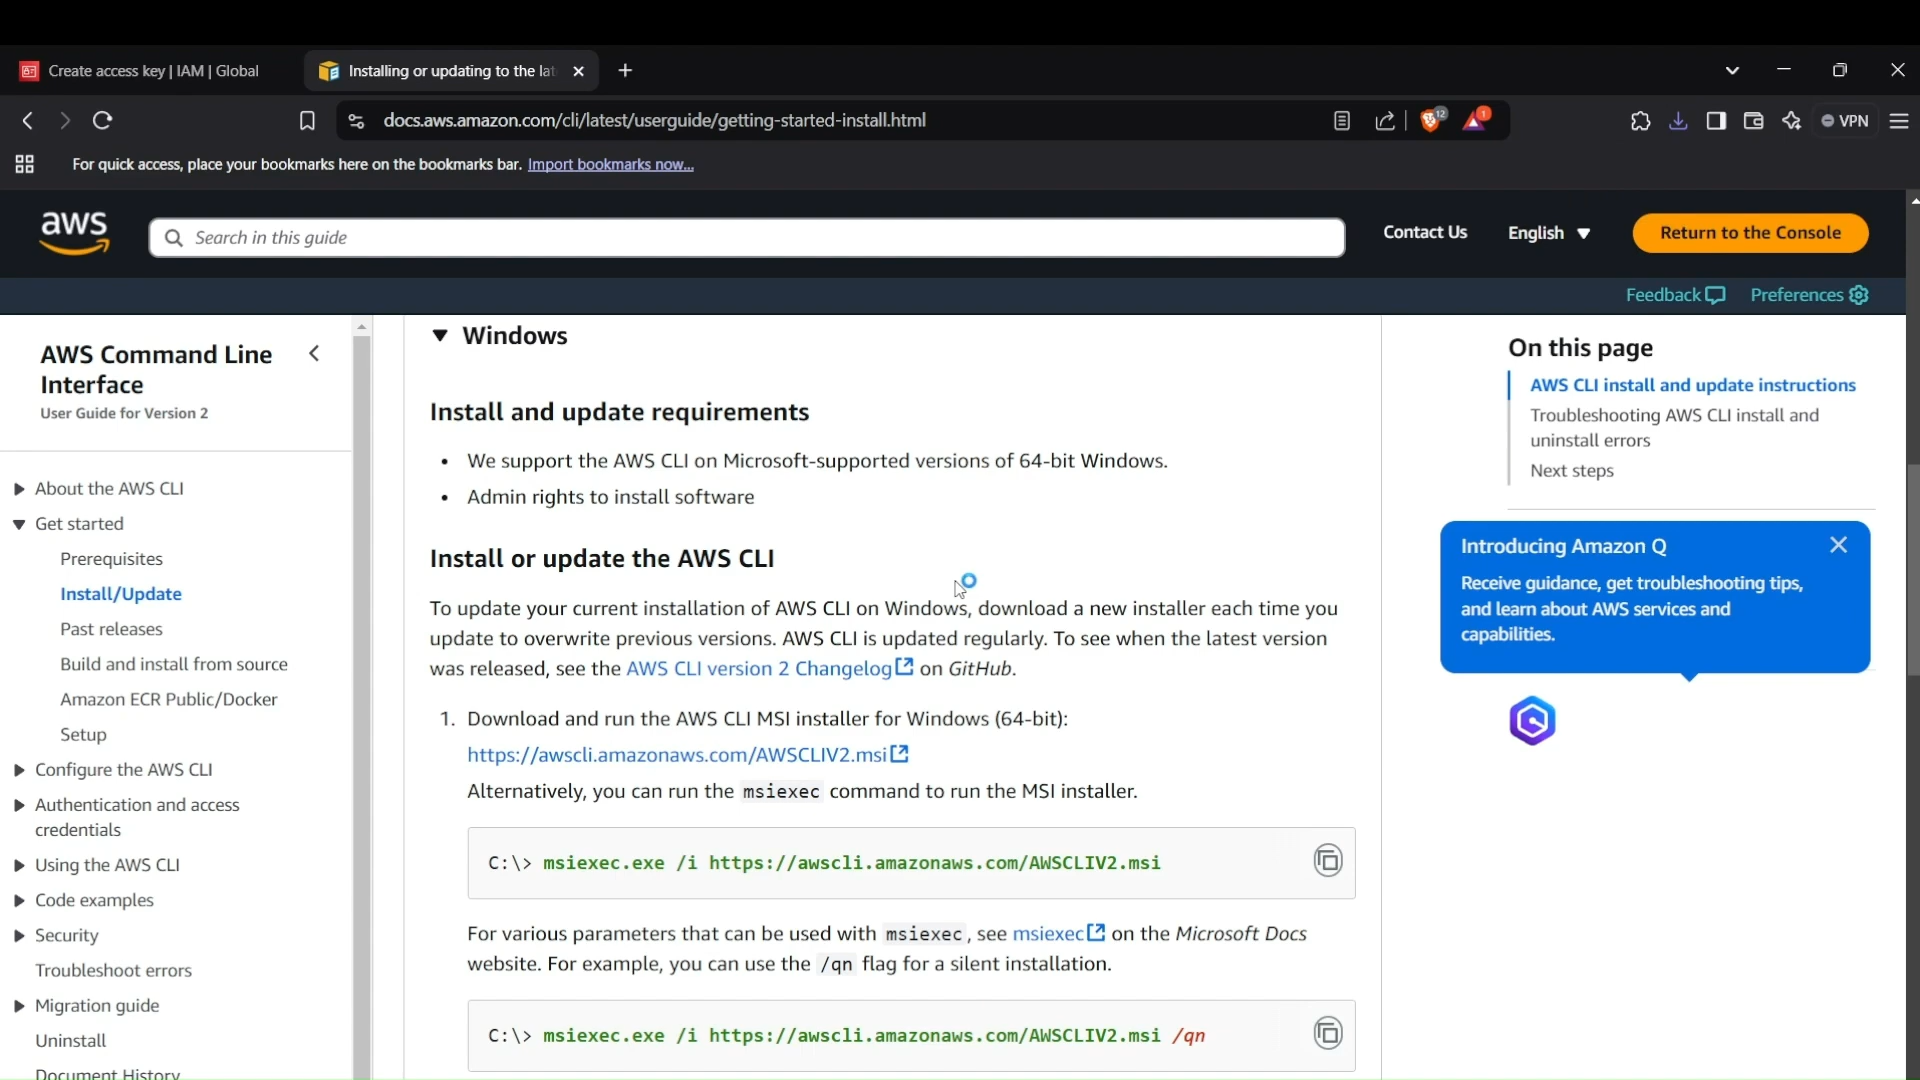 Create access key | IAM | Global
Installing or updating to the lat
docs.aws.amazon.com/cli/latest/userguide/getting-started-install.html
12
1
VPN
For quick access, place your bookmarks here on the bookmarks bar. Import bookmarks now...
aws
Search in this guide
Contact Us
English
Return to the Console
Feedback
Preferences
AWS Command Line
Interface
User Guide for Version 2
About the AWS CLI
Get started
Prerequisites
Install/Update
Past releases
Build and install from source
Amazon ECR Public/Docker
Setup
Configure the AWS CLI
Authentication and access
credentials
Using the AWS CLI
Code examples
Security
Troubleshoot errors
Migration guide
Uninstall
Document History
Windows
Install and update requirements
• We support the AWS CLI on Microsoft-supported versions of 64-bit Windows.
• Admin rights to install software
Install or update the AWS CLI
To update your current installation of AWS CLI on Windows, download a new installer each time you
update to overwrite previous versions. AWS CLI is updated regularly. To see when the latest version
was released, see the AWS CLI version 2 Changelog on GitHub.
1. Download and run the AWS CLI MSI installer for Windows (64-bit):
https://awscli.amazonaws.com/AWSCLIV2.msi
Alternatively, you can run the msiexec command to run the MSI installer.
C:\> msiexec.exe /i https://awscli.amazonaws.com/AWSCLIV2.msi
For various parameters that can be used with msiexec, see msiexec on the Microsoft Docs
website. For example, you can use the /qn flag for a silent installation.
C:\> msiexec.exe /i https://awscli.amazonaws.com/AWSCLIV2.msi /qn
On this page
AWS CLI install and update instructions
Troubleshooting AWS CLI install and
uninstall errors
Next steps
Introducing Amazon Q
Receive guidance, get troubleshooting tips,
and learn about AWS services and
capabilities.